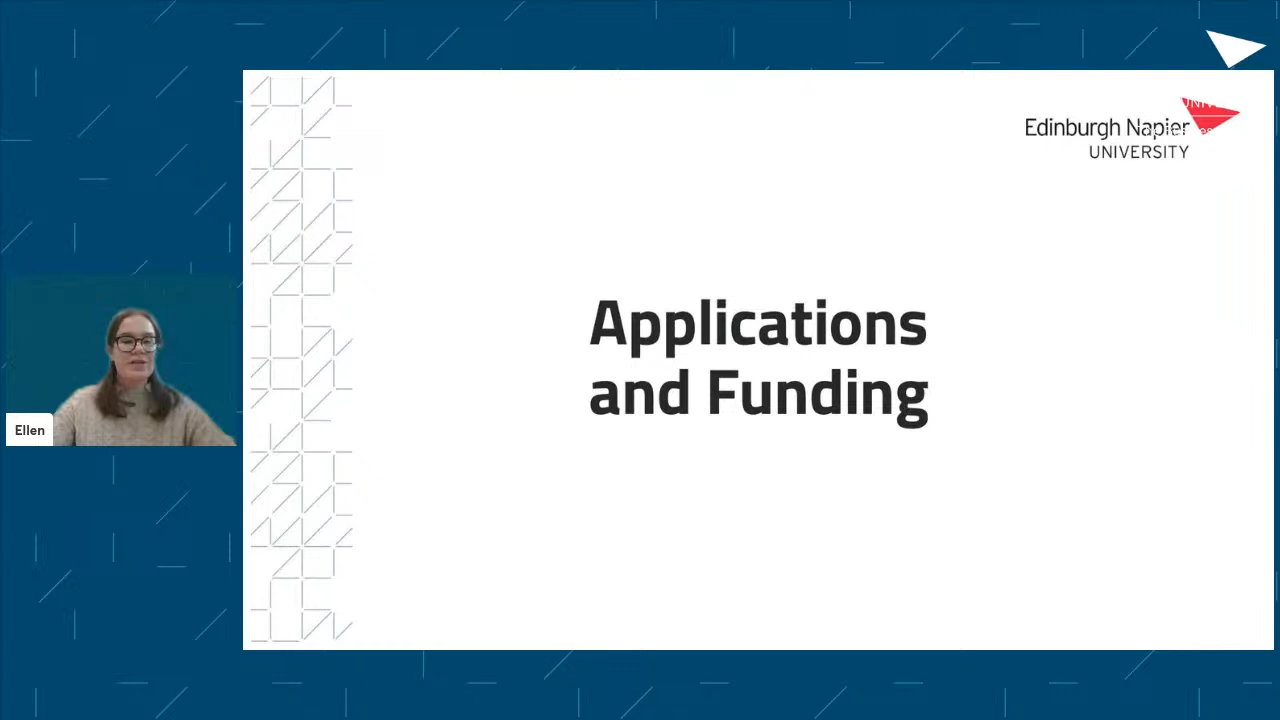 Edinburgh Napier
UNIVERSITY
Applications
and Funding
Ellen